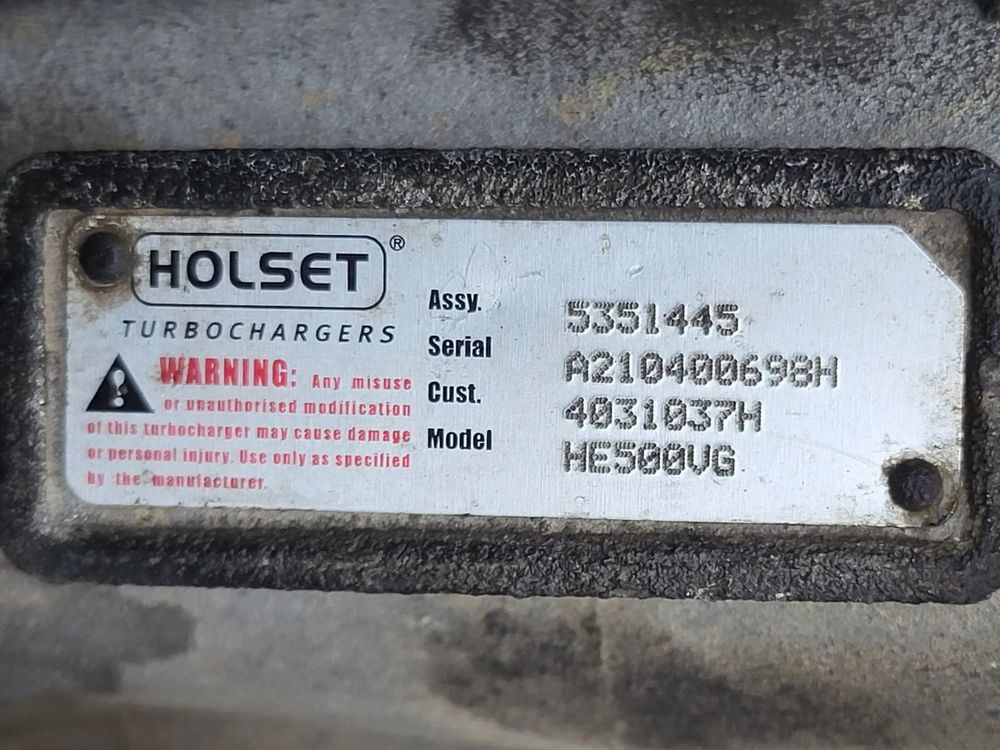 HOLSET®
TURBOCHARGERS
WARNING: Any misuse
or unauthorised modification
of this turbocharger may cause damage
or personal injury. Use only as specified
by the manufacturer.
Assy. 5351445
Serial A210400698H
Cust. 4031037H
Model HE500VG